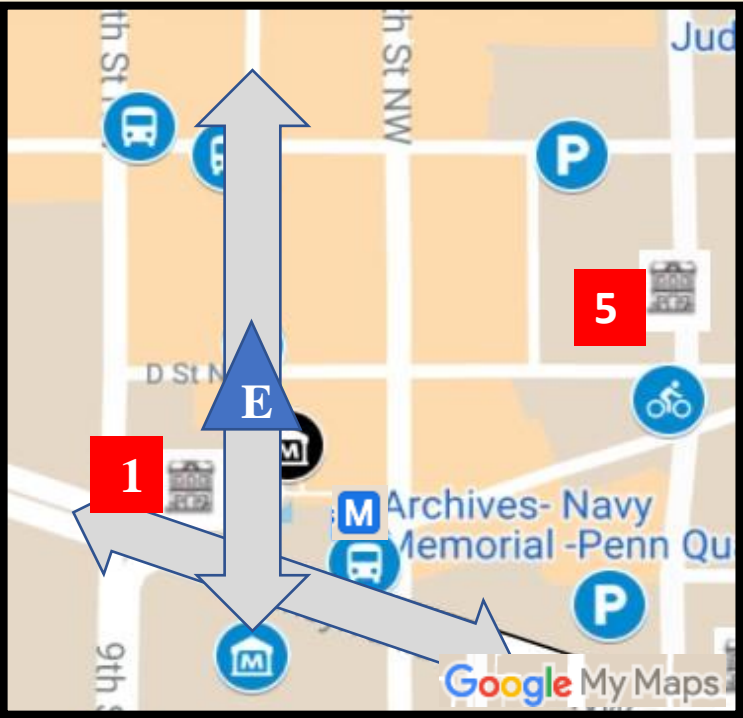 th St
th St NW
Jud
P
5
D St N
E
M
1
M
Archives- Navy
Memorial -Penn Qu
P
M
9th S
Google My Maps